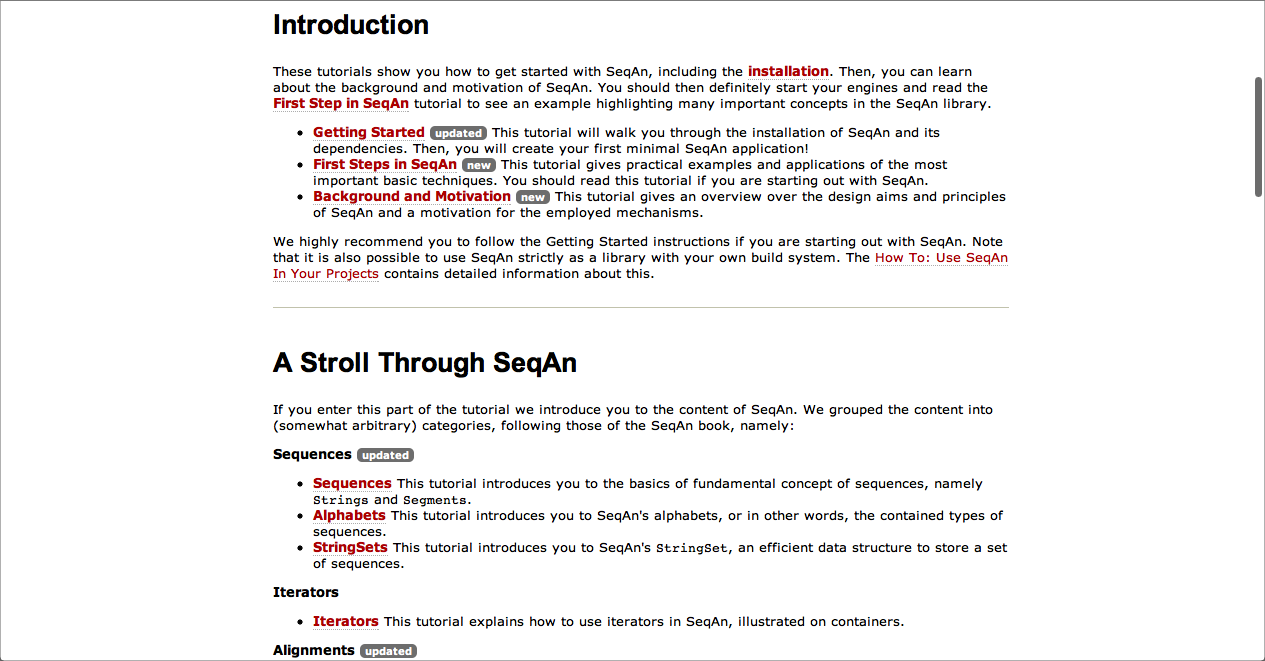 Introduction
These tutorials show you how to get started with SeqAn, including the installation. Then, you can learn
about the background and motivation of SeqAn. You should then definitely start your engines and read the
First Step in SeqAn tutorial to see an example highlighting many important concepts in the SeqAn library.
• Getting Started updated This tutorial will walk you through the installation of SeqAn and its
dependencies. Then, you will create your first minimal SeqAn application!
• First Steps in SeqAn new This tutorial gives practical examples and applications of the most
important basic techniques. You should read this tutorial if you are starting out with SeqAn.
• Background and Motivation new This tutorial gives an overview over the design aims and principles
of SeqAn and a motivation for the employed mechanisms.
We highly recommend you to follow the Getting Started instructions if you are starting out with SeqAn. Note
that it is also possible to use SeqAn strictly as a library with your own build system. The How To: Use SeqAn
In Your Projects contains detailed information about this.
A Stroll Through SeqAn
If you enter this part of the tutorial we introduce you to the content of SeqAn. We grouped the content into
(somewhat arbitrary) categories, following those of the SeqAn book, namely:
Sequences updated
• Sequences This tutorial introduces you to the basics of fundamental concept of sequences, namely
Strings and Segments.
• Alphabets This tutorial introduces you to SeqAn's alphabets, or in other words, the contained types of
sequences.
• StringSets This tutorial introduces you to SeqAn's StringSet, an efficient data structure to store a set
of sequences.
Iterators
• Iterators This tutorial explains how to use iterators in SeqAn, illustrated on containers.
Alignments updated